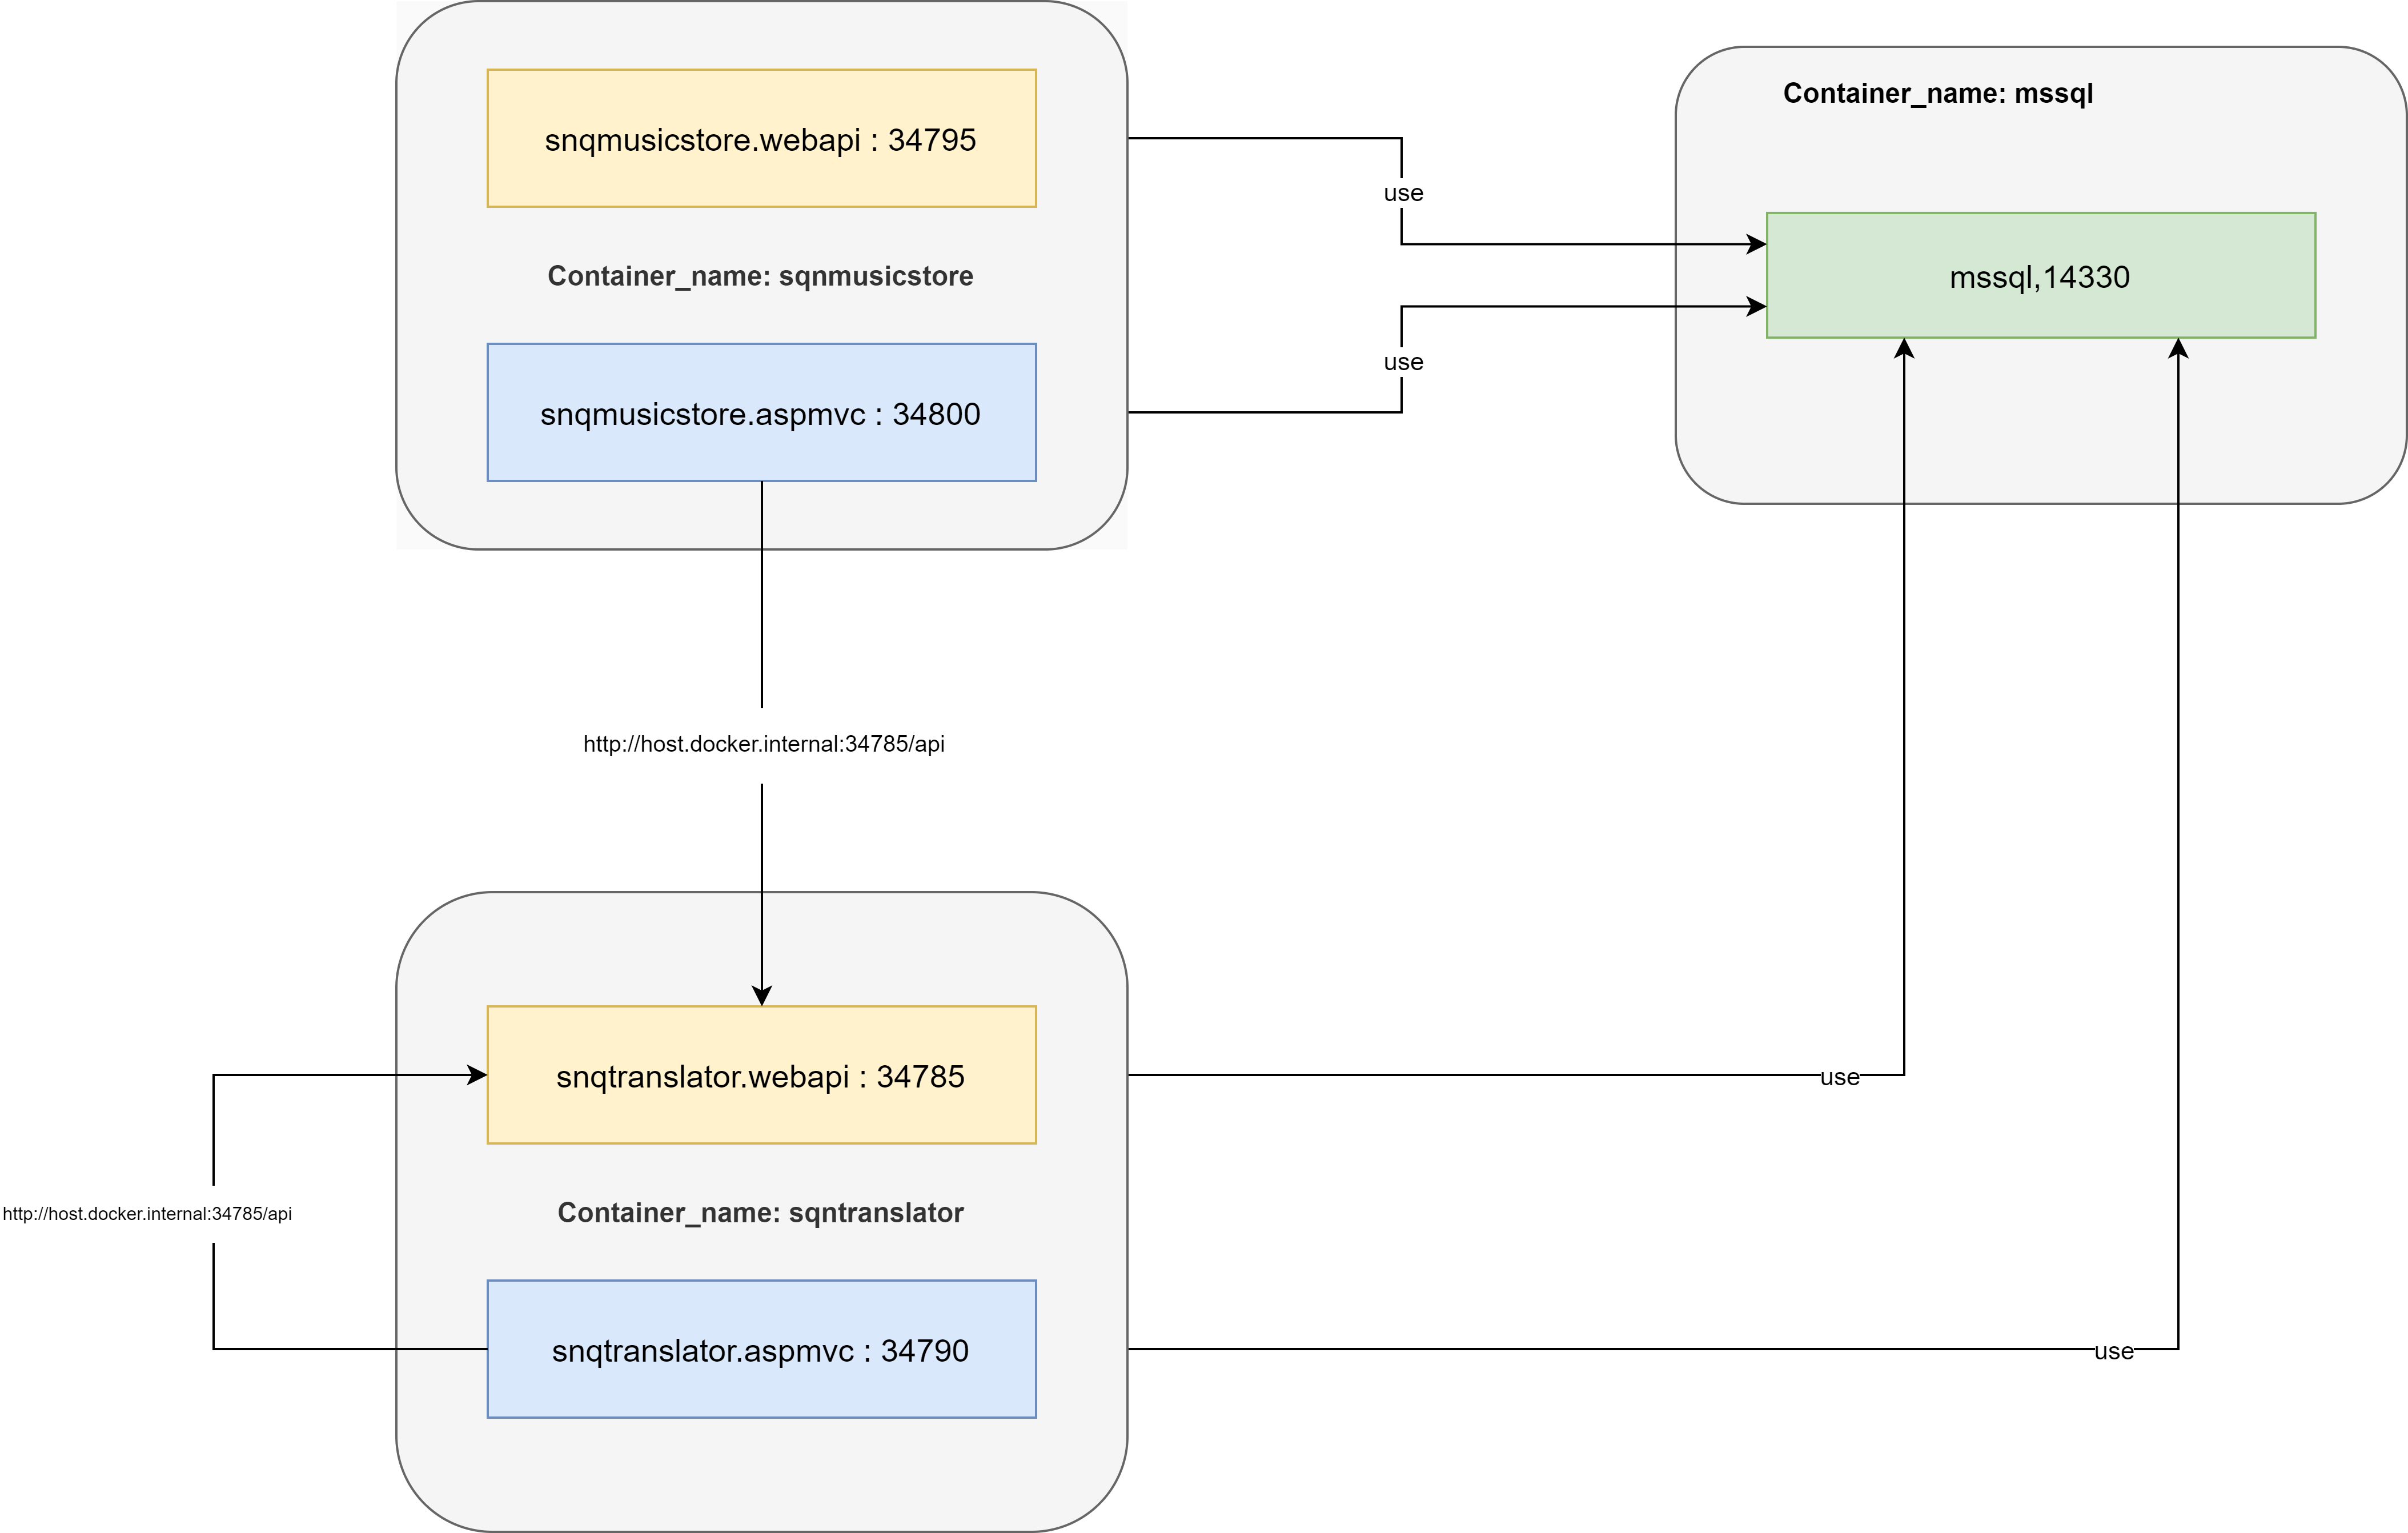 snqmusicstore.webapi : 34795
Container_name: sqnmusicstore
snqmusicstore.aspmvc : 34800
use
use
Container_name: mssql
mssql,14330
http://host.docker.internal:34785/api
snqtranslator.webapi : 34785
use
http://host.docker.internal:34785/api
Container_name: sqntranslator
snqtranslator.aspmvc : 34790
use